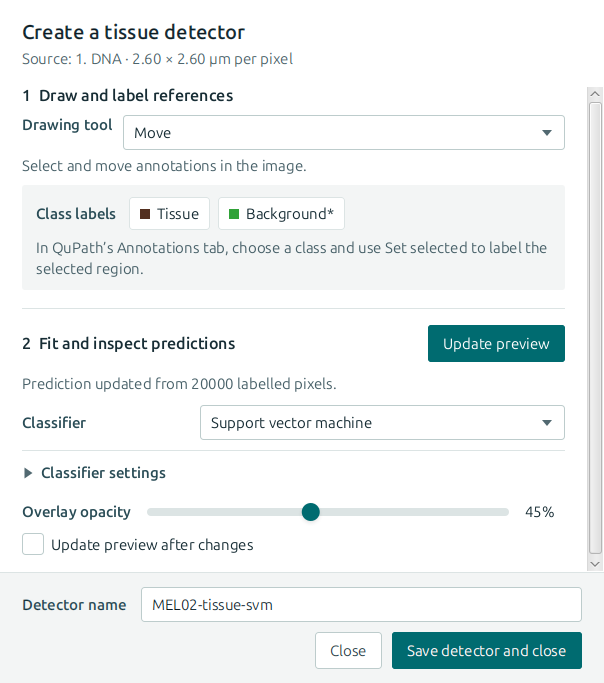 Create a tissue detector
Source: 1. DNA · 2.60 × 2.60 µm per pixel
1 Draw and label references
Drawing tool
Move
Select and move annotations in the image.
Class labels
Tissue
Background*
In QuPath's Annotations tab, choose a class and use Set selected to label the
selected region.
2 Fit and inspect predictions
Update preview
Prediction updated from 20000 labelled pixels.
Classifier
Support vector machine
Classifier settings
Overlay opacity
45%
Update preview after changes
Detector name
MEL02-tissue-svm
Close
Save detector and close